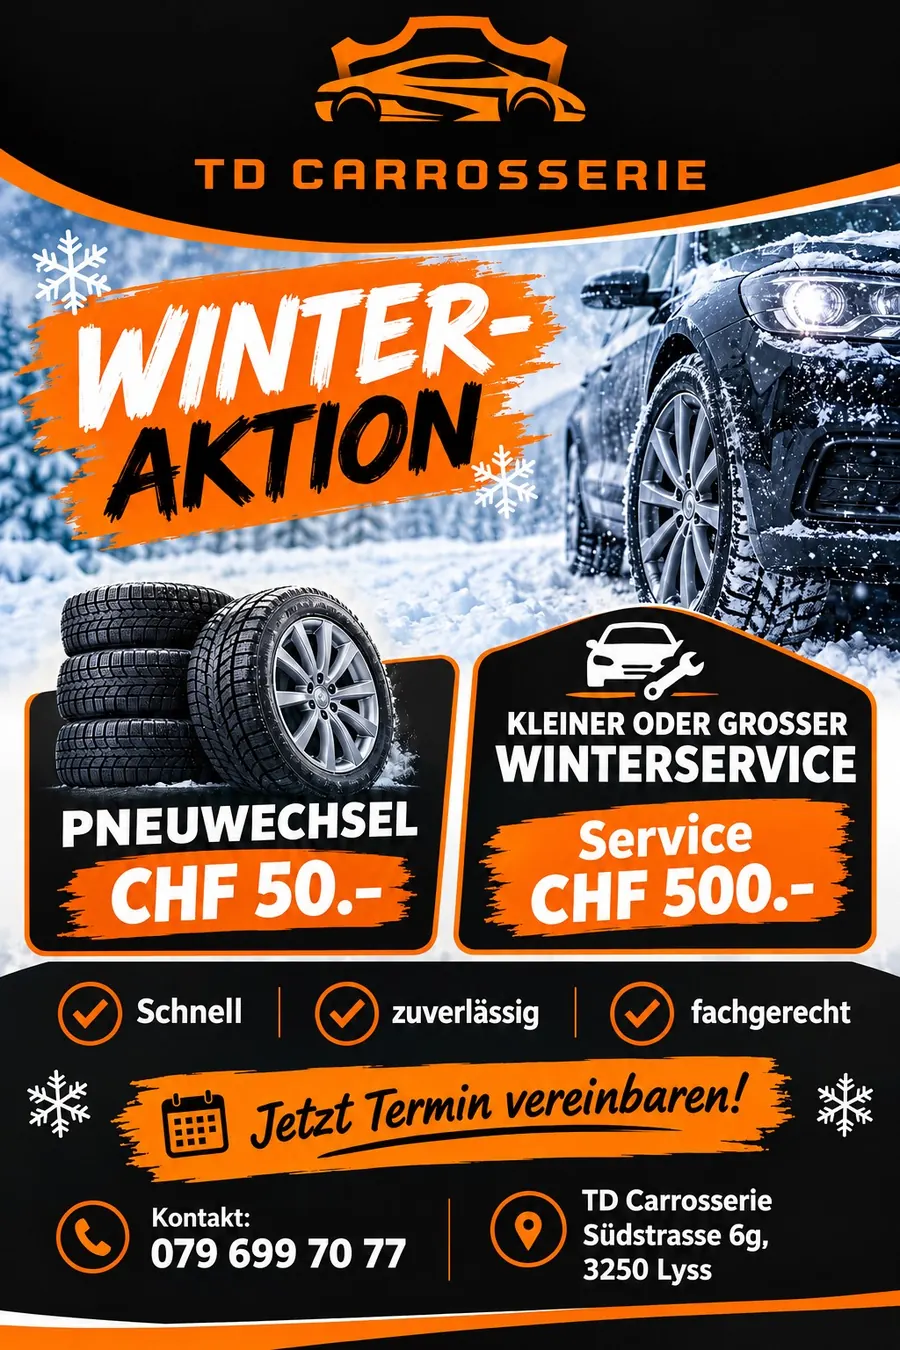 TD CARROSSERIE
WINTER-
AKTION
PNEUWECHSEL
CHF 50.-
KLEINER ODER GROSSER
WINTERSERVICE
Service
CHF 500.-
Schnell
zuverlässig
fachgerecht
Jetzt Termin vereinbaren!
Kontakt:
079 699 70 77
TD Carrosserie
Südstrasse 6g,
3250 Lyss